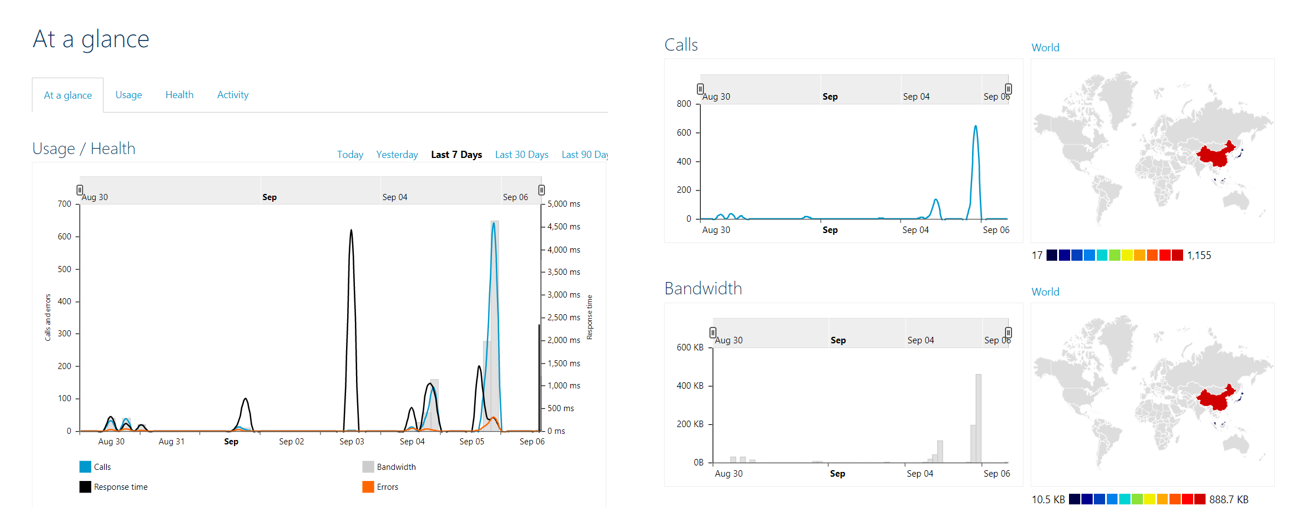 At a glance
At a glance Usage Health Activity
Usage / Health
Today Yesterday Last 7 Days Last 30 Days Last 90 Da
Aug 30 Sep Sep 04 Sep 06
700 5,000 ms
600 4,500 ms
4,000 ms
500 3,500 ms
400 3,000 ms
300 2,500 ms
2,000 ms
200 1,500 ms
100 1,000 ms
500 ms
0 0 ms
Calls and errors
Response time
Aug 30 Aug 31 Sep Sep 02 Sep 03 Sep 04 Sep 05 Sep 06
Calls Bandwidth
Response time Errors
Calls
Aug 30 Sep Sep 04 Sep 06
800
600
400
200
0
Aug 30 Sep Sep 04 Sep 06
World
17 1,155
Bandwidth
Aug 30 Sep Sep 04 Sep 06
600 KB
400 KB
200 KB
0B
Aug 30 Sep Sep 04 Sep 06
World
10.5 KB 888.7 KB